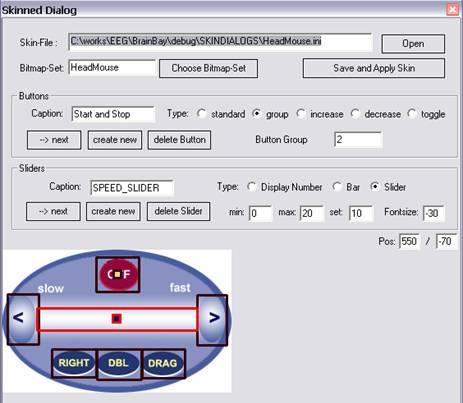 Skinned Dialog
Skin-File : C:\works\EEG\BrainBay\debug\SKINDIALOGS\HeadMouse.ini Open
Bitmap-Set: HeadMouse Choose Bitmap-Set Save and Apply Skin
Buttons
Caption: Start and Stop Type: standard group increase decrease toggle
--> next create new delete Button Button Group 2
Sliders
Caption: SPEED_SLIDER Type: Display Number Bar Slider
--> next create new delete Slider min: 0 max: 20 set: 10 Fontsize: -30
Pos: 550 / -70
OFF
slow fast
< >
RIGHT DBL DRAG